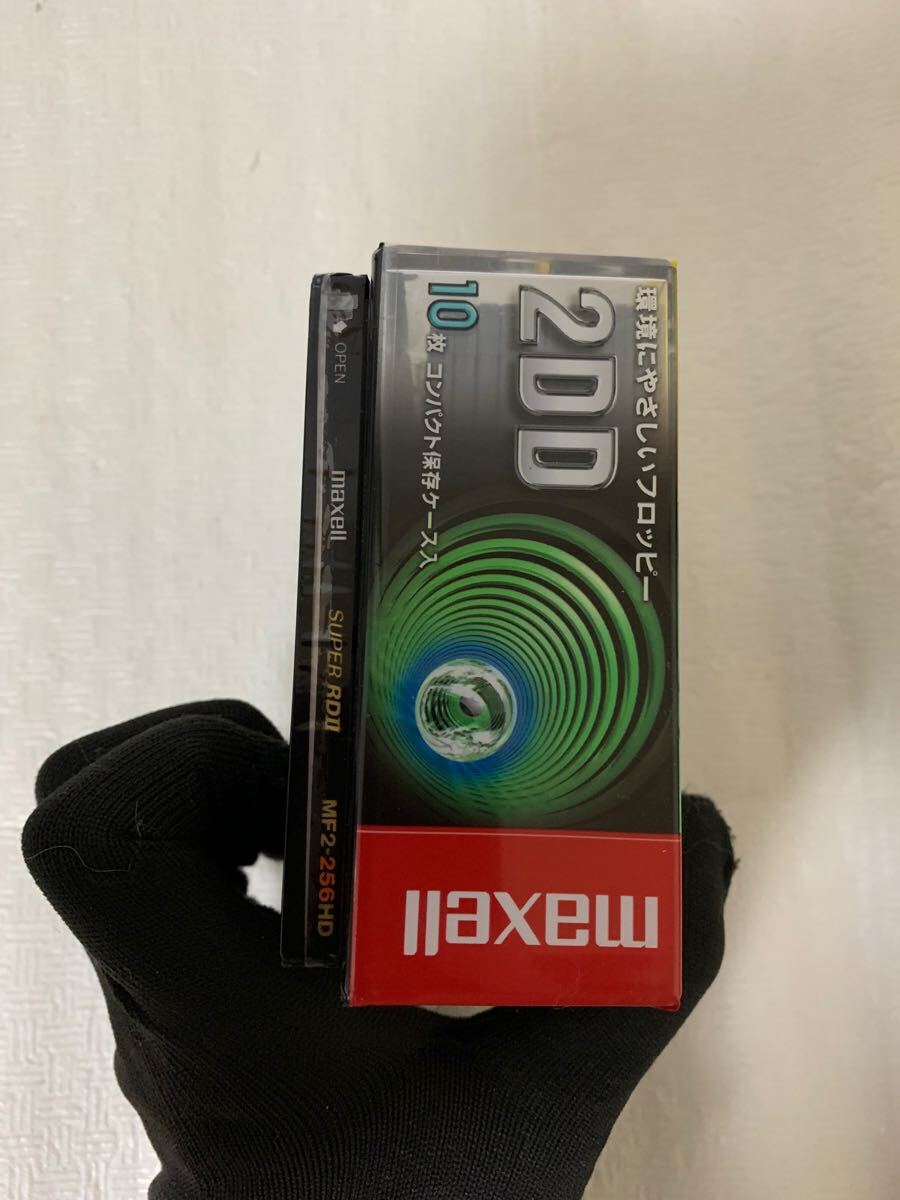 環境にやさしいフロッピー
2DD
10枚 コンパクト保存ケース入
maxell
OPEN
maxell
SUPER RDII
MF2-256HD